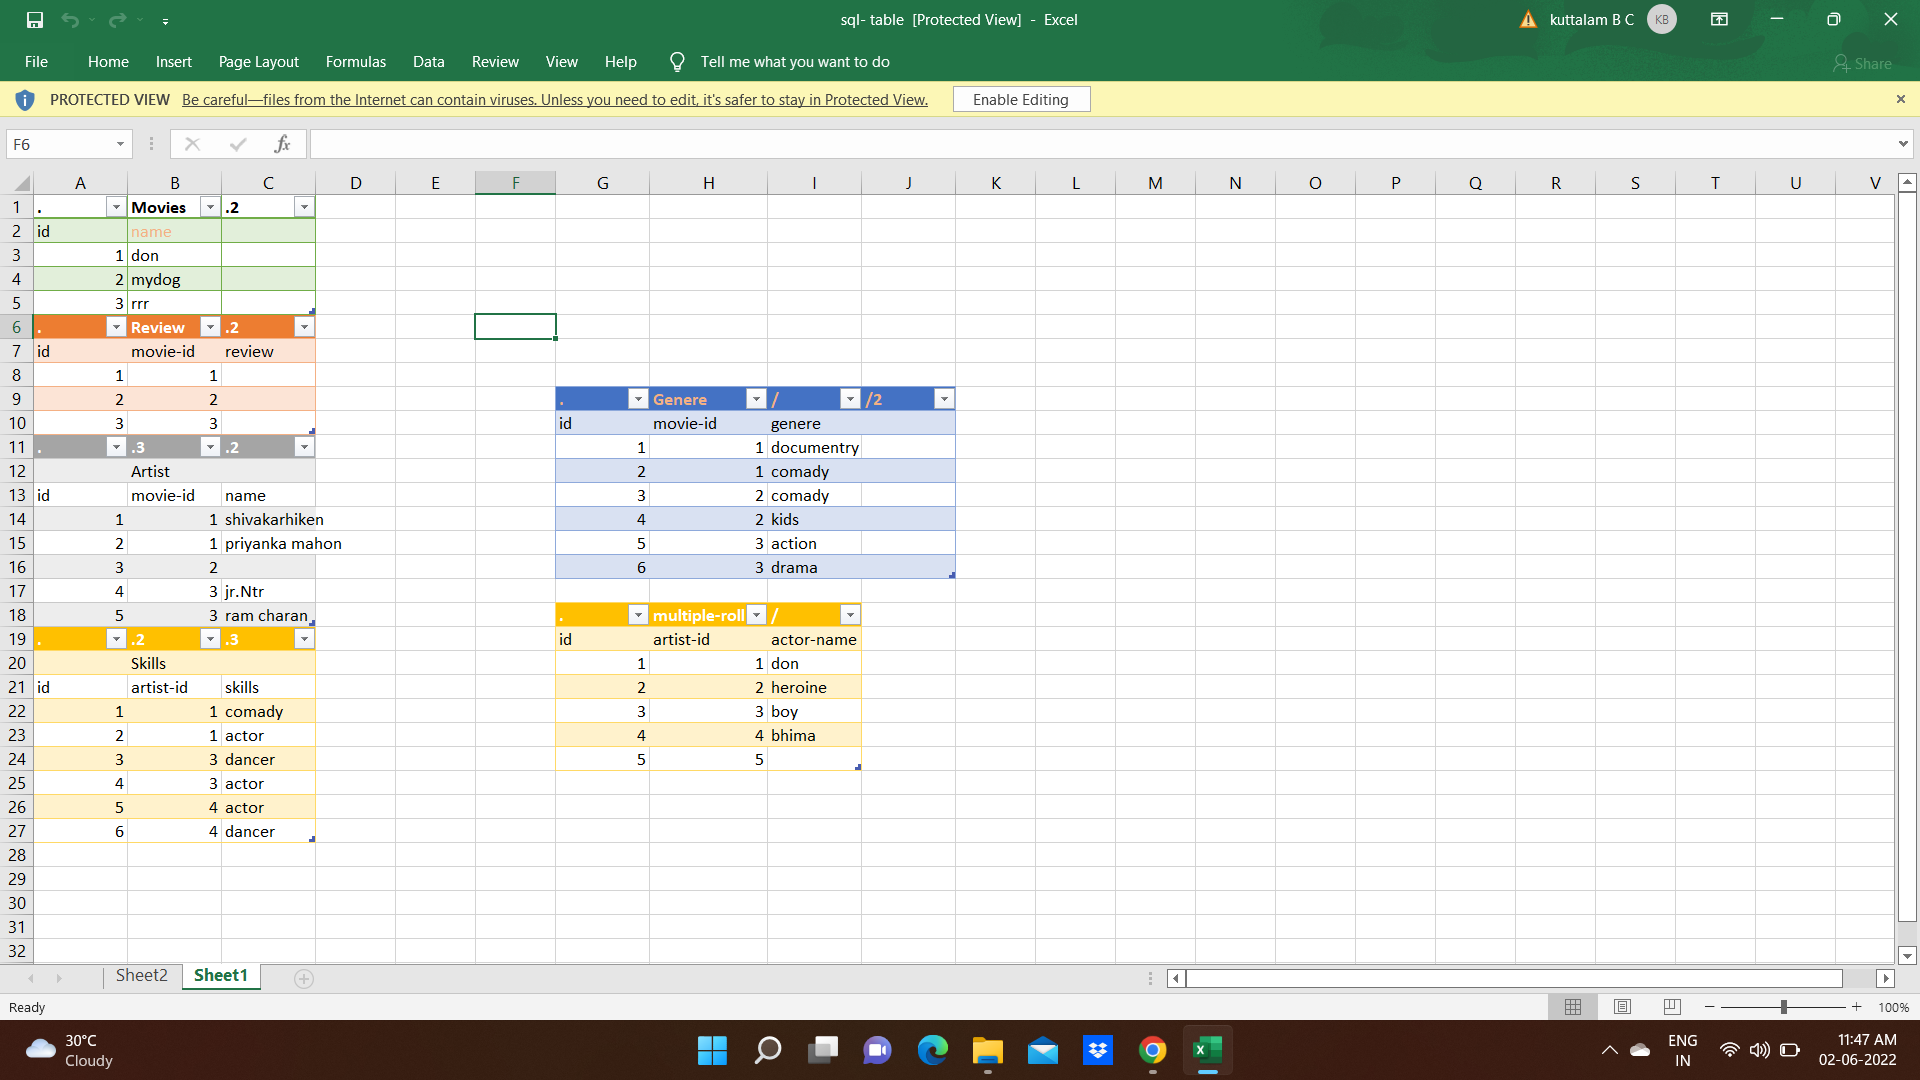 sql- table [Protected View] - Excel
kuttalam B C
KB
File Home Insert Page Layout Formulas Data Review View Help Tell me what you want to do
Share
PROTECTED VIEW Be careful—files from the Internet can contain viruses. Unless you need to edit, it's safer to stay in Protected View. Enable Editing
F6
fx
A B C D E F G H I J K L M N O P Q R S T U V
1 . Movies .2
2 id name
3 1 don
4 2 mydog
5 3 rrr
6 . Review .2
7 id movie-id review
8 1 1
9 2 2 . Genere / /2
10 3 3 id movie-id genere
11 . .3 .2 1 1 documentry
12 Artist 2 1 comady
13 id movie-id name 3 2 comady
14 1 1 shivakarhiken 4 2 kids
15 2 1 priyanka mahon 5 3 action
16 3 2 6 3 drama
17 4 3 jr.Ntr
18 5 3 ram charan . multiple-roll /
19 . .2 .3 id artist-id actor-name
20 Skills 1 1 don
21 id artist-id skills 2 2 heroine
22 1 1 comady 3 3 boy
23 2 1 actor 4 4 bhima
24 3 3 dancer 5 5
25 4 3 actor
26 5 4 actor
27 6 4 dancer
28
29
30
31
32
Sheet2 Sheet1
Ready
100%
30°C
Cloudy
ENG
IN
11:47 AM
02-06-2022